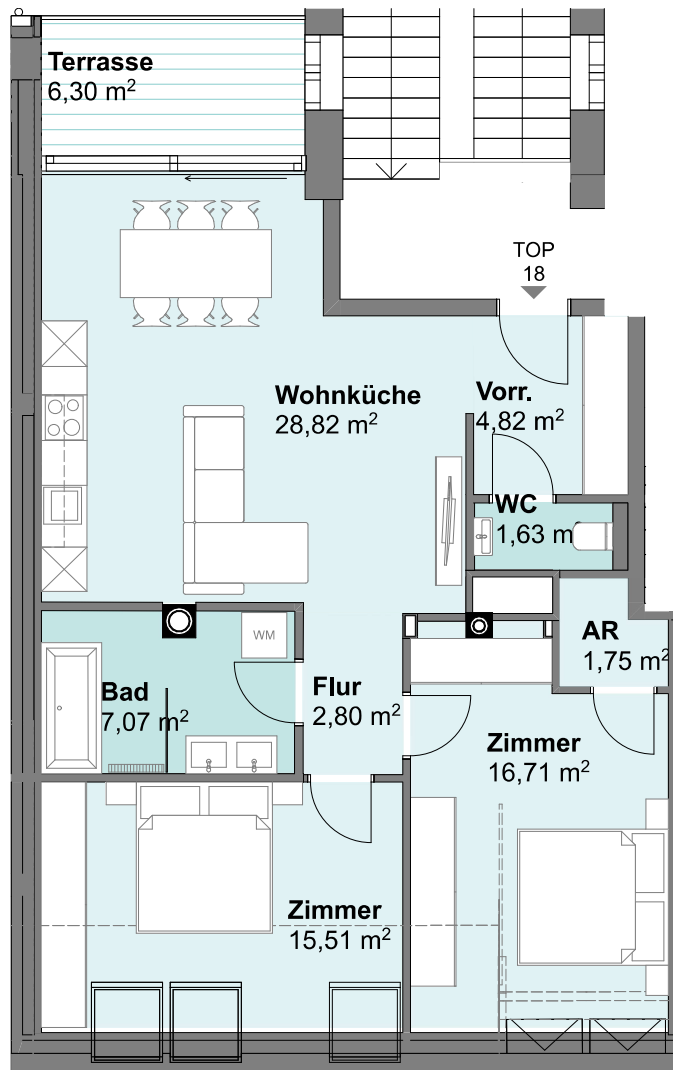 Terrasse
6,30 m²
TOP
18
Wohnküche
28,82 m²
Vorr.
4,82 m²
WC
1,63 m
WM
AR
1,75 m²
Bad
7,07 m²
Flur
2,80 m²
Zimmer
16,71 m²
Zimmer
15,51 m²